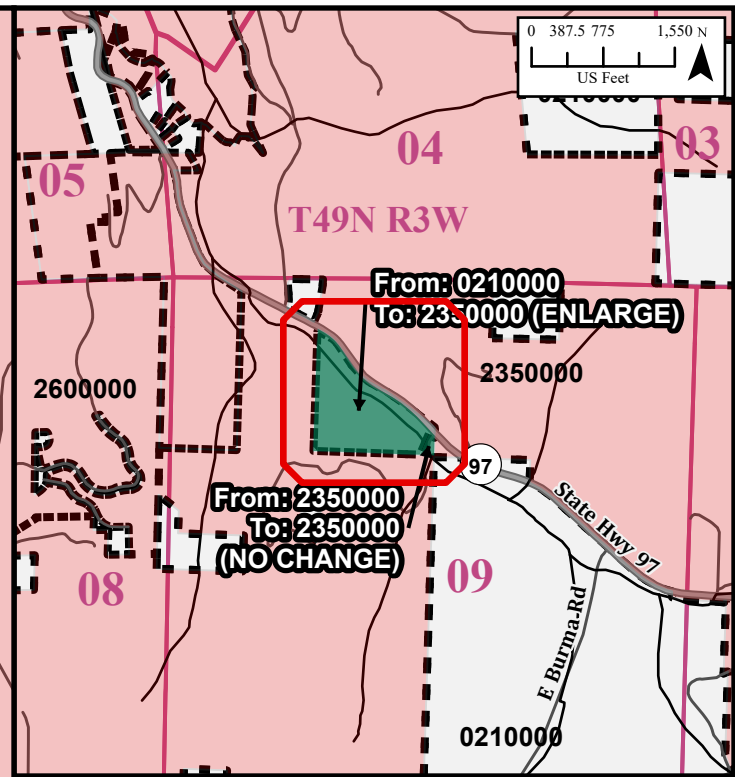 0 387.5 775 1,550 N
US Feet
0210000
04
03
05
T49N R3W
From: 0210000
To: 2350000 (ENLARGE)
2350000
2600000
97
From: 2350000
To: 2350000
(NO CHANGE)
State Hwy 97
09
08
E Burma Rd
0210000